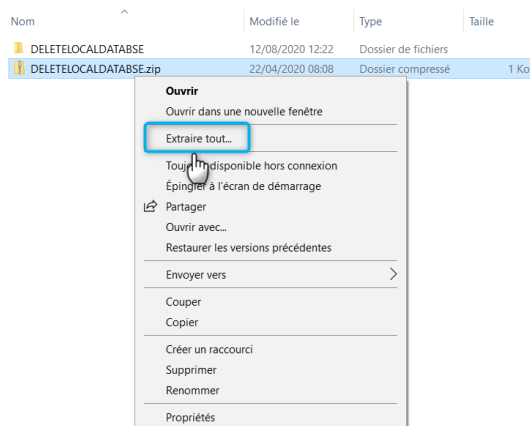 Nom Modifié le Type Taille
DELETELOCALDATABSE 12/08/2020 12:22 Dossier de fichiers
DELETELOCALDATABSE.zip 22/04/2020 08:08 Dossier compressé 1 Ko
Ouvrir
Ouvrir dans une nouvelle fenêtre
Extraire tout...
disponible hors connexion
Épingler à l'écran de démarrage
Partager
Ouvrir avec...
Restaurer les versions précédentes
Envoyer vers
Couper
Copier
Créer un raccourci
Supprimer
Renommer
Propriétés